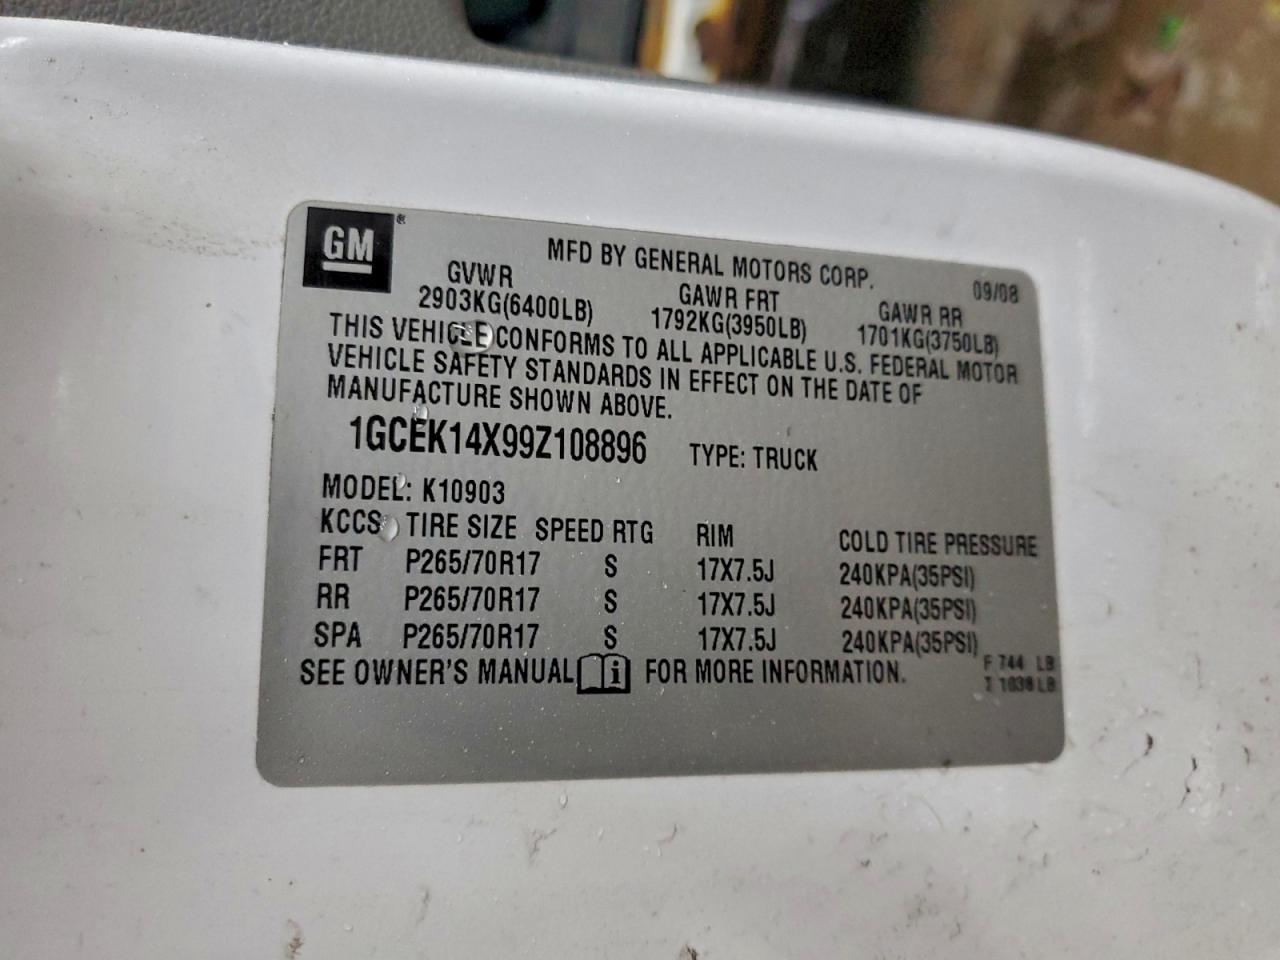 GM ®
MFD BY GENERAL MOTORS CORP. 09/08
GVWR GAWR FRT GAWR RR
2903KG(6400LB) 1792KG(3950LB) 1701KG(3750LB)
THIS VEHICLE CONFORMS TO ALL APPLICABLE U.S. FEDERAL MOTOR
VEHICLE SAFETY STANDARDS IN EFFECT ON THE DATE OF
MANUFACTURE SHOWN ABOVE.
1GCEK14X99Z108896 TYPE: TRUCK
MODEL: K10903
KCCS TIRE SIZE SPEED RTG RIM COLD TIRE PRESSURE
FRT P265/70R17 S 17X7.5J 240KPA(35PSI)
RR P265/70R17 S 17X7.5J 240KPA(35PSI)
SPA P265/70R17 S 17X7.5J 240KPA(35PSI)
SEE OWNER'S MANUAL i FOR MORE INFORMATION.
F 744 LB
T 1038 LB